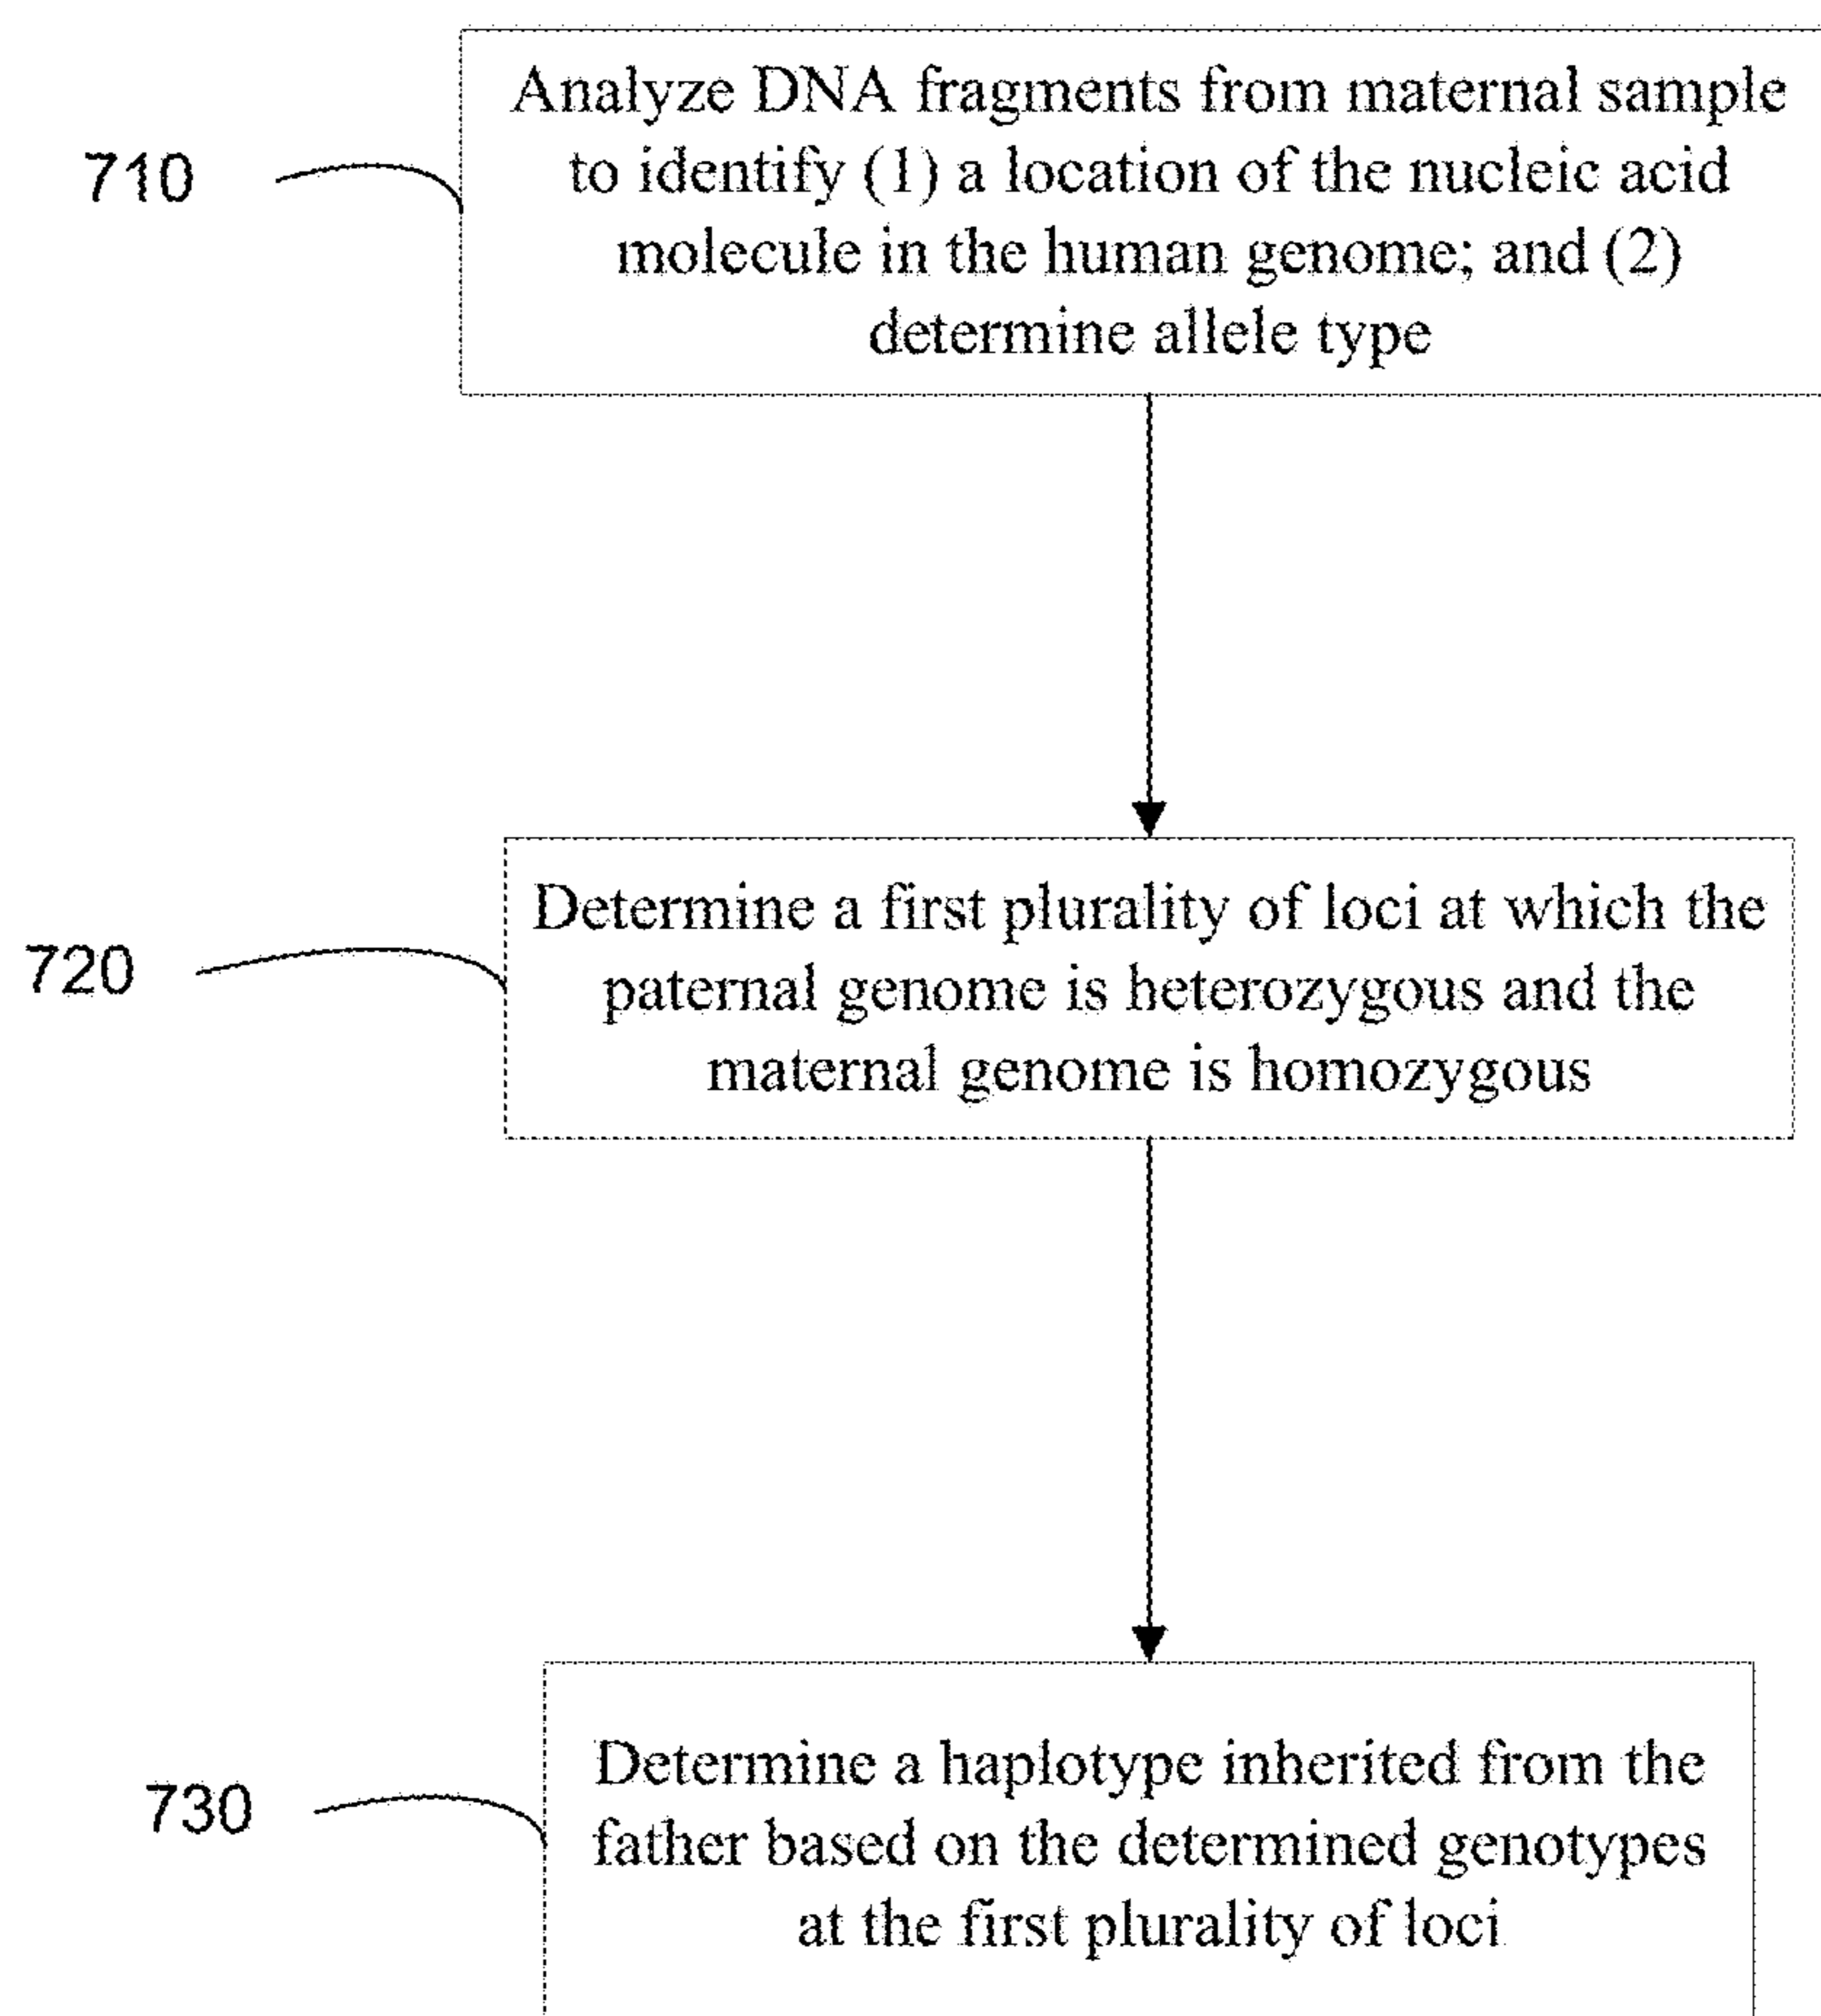 710
Analyze DNA fragments from maternal sample
to identify (1) a location of the nucleic acid
molecule in the human genome; and (2)
determine allele type
720
Determine a first plurality of loci at which the
paternal genome is heterozygous and the
maternal genome is homozygous
730
Determine a haplotype inherited from the
father based on the determined genotypes
at the first plurality of loci